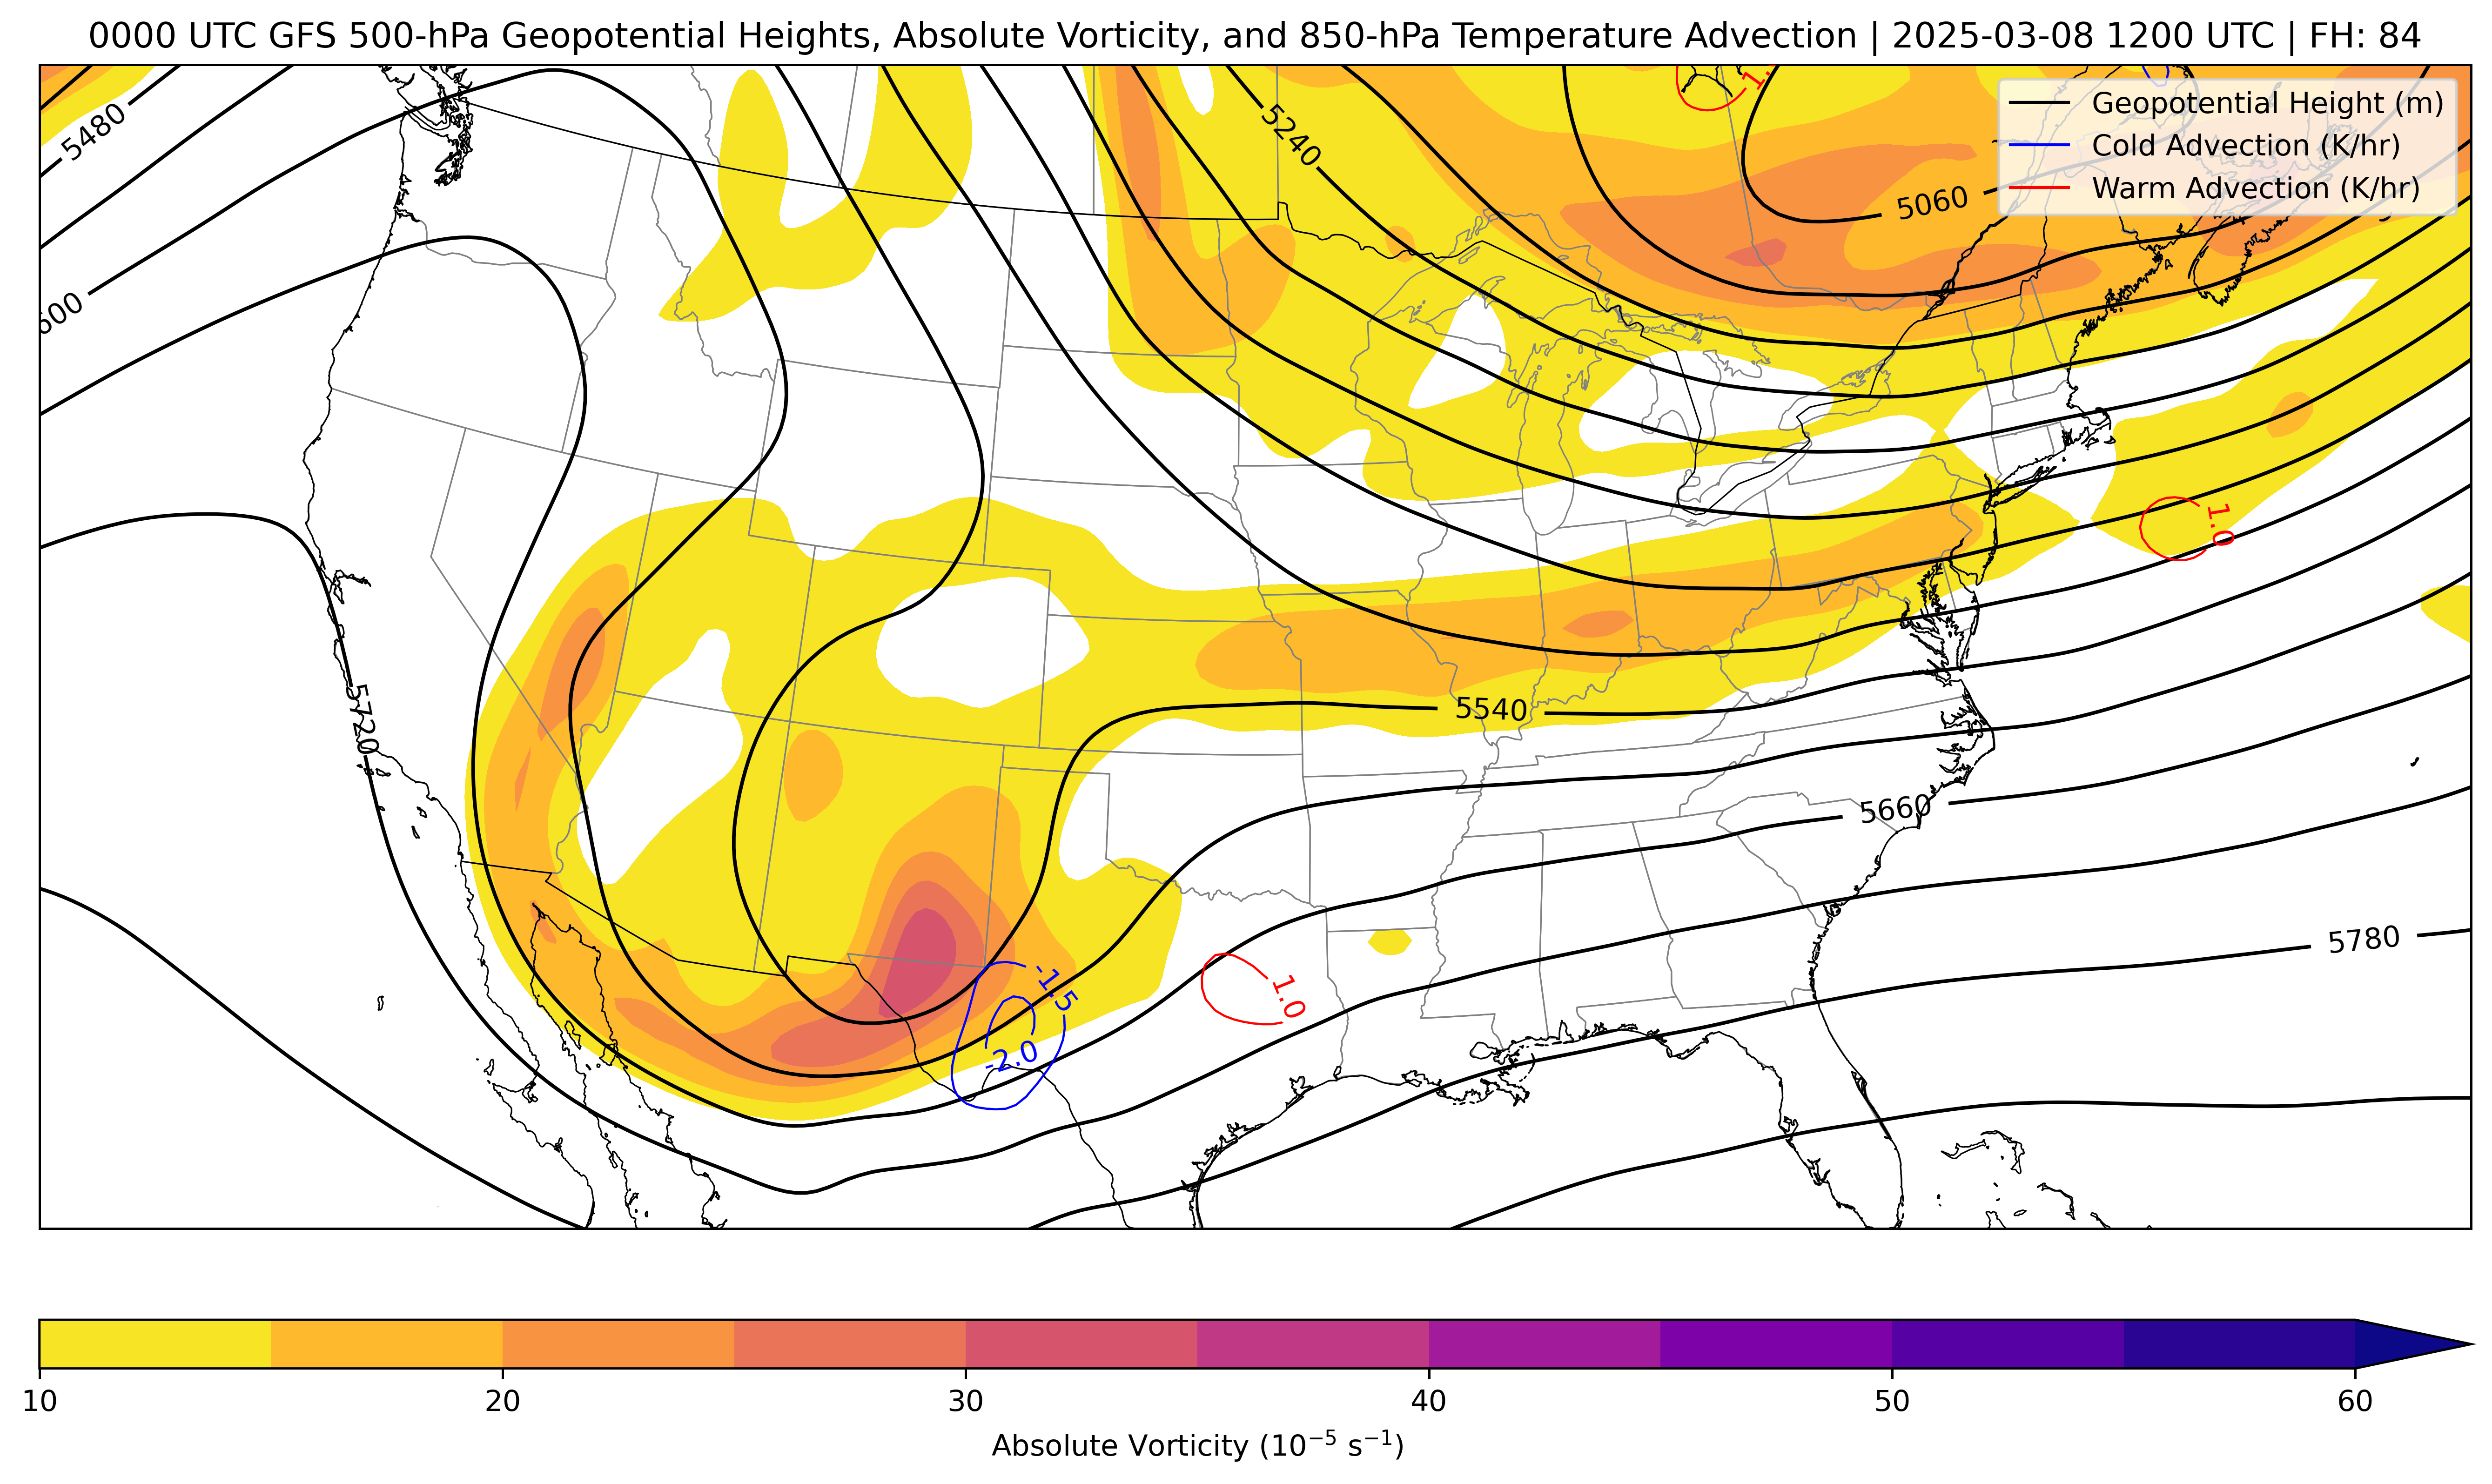 0000 UTC GFS 500-hPa Geopotential Heights, Absolute Vorticity, and 850-hPa Temperature Advection | 2025-03-08 1200 UTC | FH: 84
Geopotential Height (m)
Cold Advection (K/hr)
Warm Advection (K/hr)
5480
5240
5060
600
1.0
5720
5540
5660
5780
-1.5
-2.0
1.0
10 20 30 40 50 60
Absolute Vorticity (10⁻⁵ s⁻¹)